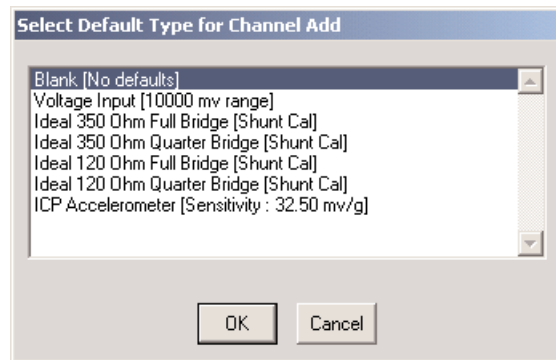 Select Default Type for Channel Add
Blank [No defaults]
Voltage Input [10000 mv range]
Ideal 350 Ohm Full Bridge [Shunt Cal]
Ideal 350 Ohm Quarter Bridge [Shunt Cal]
Ideal 120 Ohm Full Bridge [Shunt Cal]
Ideal 120 Ohm Quarter Bridge [Shunt Cal]
ICP Accelerometer [Sensitivity : 32.50 mv/g]
OK
Cancel